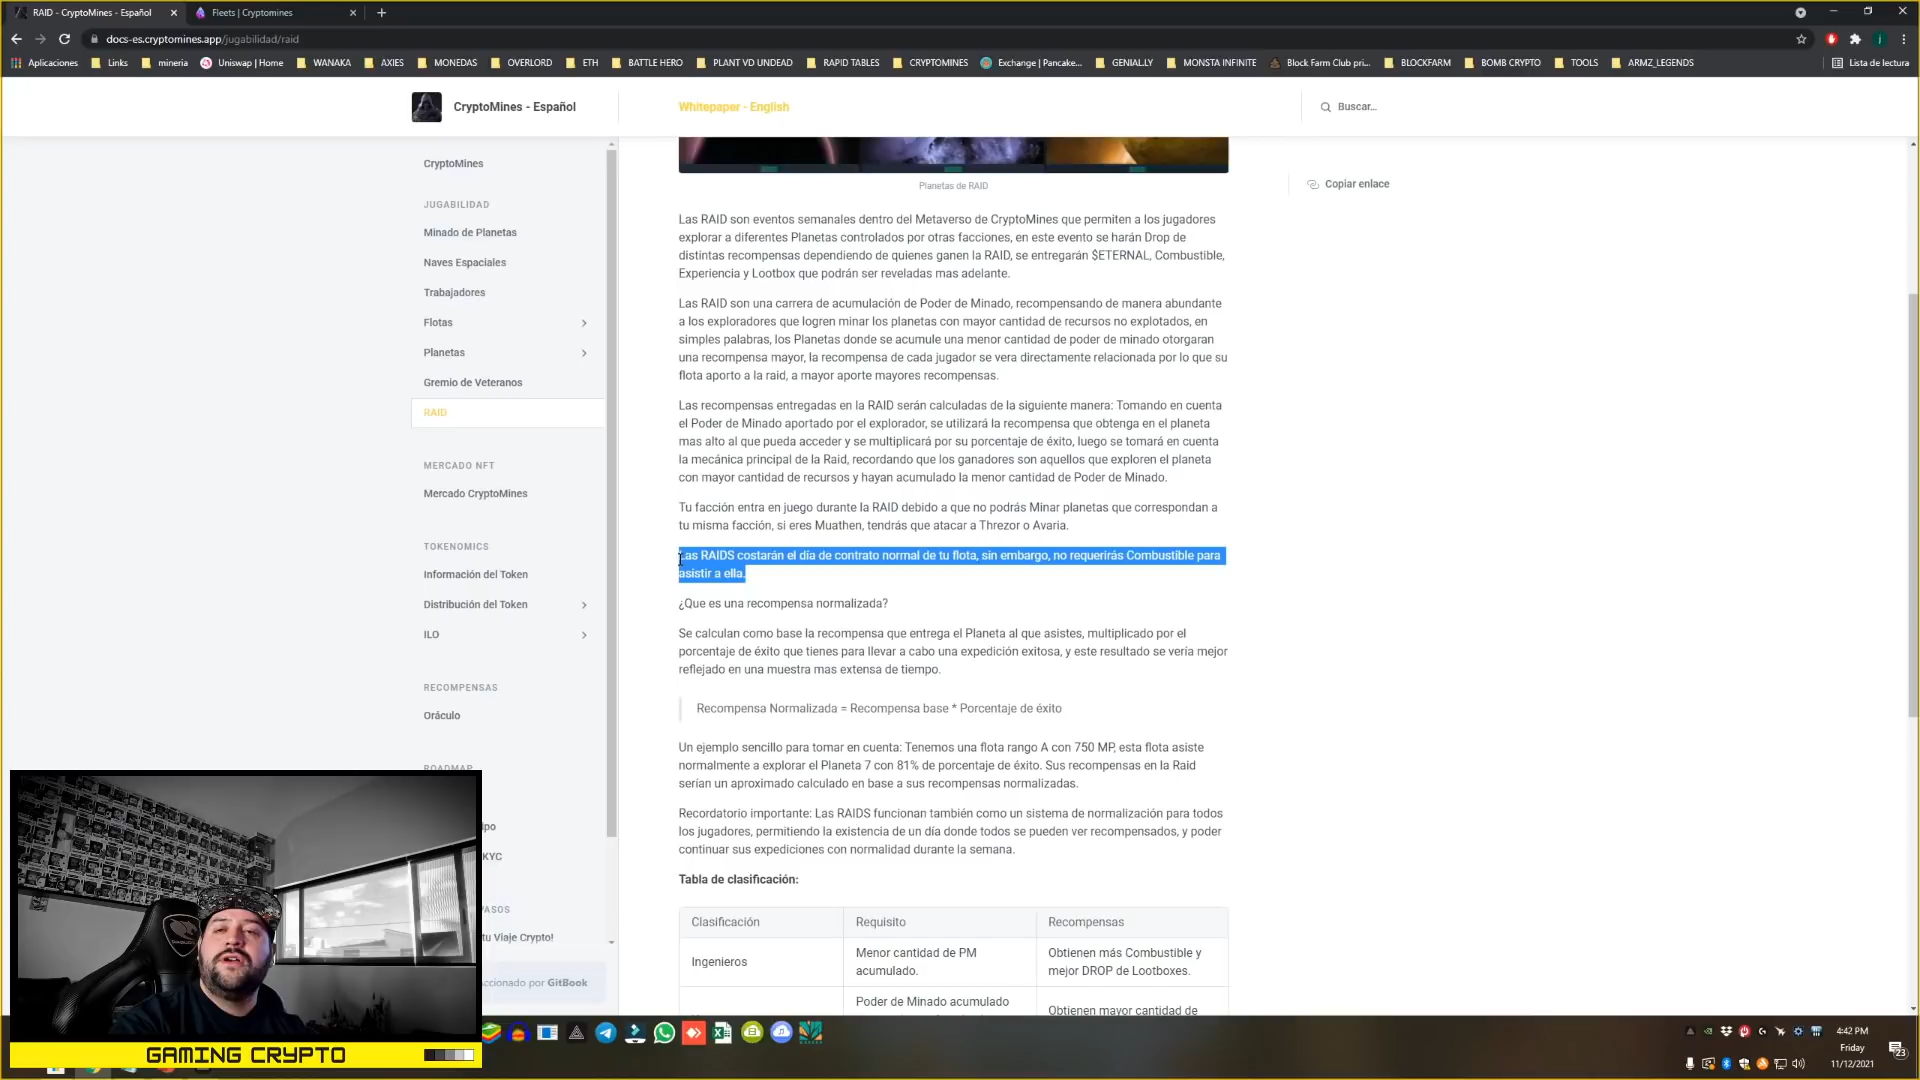 RAID - CryptoMines - Español
Fleets | Cryptomines
docs-es.cryptomines.app/jugabilidad/raid
Aplicaciones
Links
mineria
Uniswap | Home
WANAKA
AXIES
MONEDAS
OVERLORD
ETH
BATTLE HERO
PLANT VD UNDEAD
RAPID TABLES
CRYPTOMINES
Exchange | Pancake...
GENIALLY
MONSTA INFINITE
Block Farm Club pri...
BLOCKFARM
BOMB CRYPTO
TOOLS
ARMZ_LEGENDS
Lista de lectura
CryptoMines - Español
Whitepaper - English
Buscar...
CryptoMines
JUGABILIDAD
Minado de Planetas
Naves Espaciales
Trabajadores
Flotas
Planetas
Gremio de Veteranos
RAID
MERCADO NFT
Mercado CryptoMines
TOKENOMICS
Información del Token
Distribución del Token
ILO
RECOMPENSAS
Oráculo
ROADMAP
ipo
KYC
PASOS
tu Viaje Crypto!
ccionado por GitBook
Planetas de RAID
Las RAID son eventos semanales dentro del Metaverso de CryptoMines que permiten a los jugadores
explorar a diferentes Planetas controlados por otras facciones, en este evento se harán Drop de
distintas recompensas dependiendo de quienes ganen la RAID, se entregarán $ETERNAL, Combustible,
Experiencia y Lootbox que podrán ser reveladas mas adelante.
Las RAID son una carrera de acumulación de Poder de Minado, recompensando de manera abundante
a los exploradores que logren minar los planetas con mayor cantidad de recursos no explotados, en
simples palabras, los Planetas donde se acumule una menor cantidad de poder de minado otorgaran
una recompensa mayor, la recompensa de cada jugador se vera directamente relacionada por lo que su
flota aporto a la raid, a mayor aporte mayores recompensas.
Las recompensas entregadas en la RAID serán calculadas de la siguiente manera: Tomando en cuenta
el Poder de Minado aportado por el explorador, se utilizará la recompensa que obtenga en el planeta
mas alto al que pueda acceder y se multiplicará por su porcentaje de éxito, luego se tomará en cuenta
la mecánica principal de la Raid, recordando que los ganadores son aquellos que exploren el planeta
con mayor cantidad de recursos y hayan acumulado la menor cantidad de Poder de Minado.
Tu facción entra en juego durante la RAID debido a que no podrás Minar planetas que correspondan a
tu misma facción, si eres Muathen, tendrás que atacar a Threzor o Avaria.
Las RAIDS costarán el día de contrato normal de tu flota, sin embargo, no requerirás Combustible para
asistir a ella.
¿Que es una recompensa normalizada?
Se calculan como base la recompensa que entrega el Planeta al que asistes, multiplicado por el
porcentaje de éxito que tienes para llevar a cabo una expedición exitosa, y este resultado se vería mejor
reflejado en una muestra mas extensa de tiempo.
Recompensa Normalizada = Recompensa base * Porcentaje de éxito
Un ejemplo sencillo para tomar en cuenta: Tenemos una flota rango A con 750 MP, esta flota asiste
normalmente a explorar el Planeta 7 con 81% de porcentaje de éxito. Sus recompensas en la Raid
serían un aproximado calculado en base a sus recompensas normalizadas.
Recordatorio importante: Las RAIDS funcionan también como un sistema de normalización para todos
los jugadores, permitiendo la existencia de un día donde todos se pueden ver recompensados, y poder
continuar sus expediciones con normalidad durante la semana.
Tabla de clasificación:
Clasificación
Requisito
Recompensas
Ingenieros
Menor cantidad de PM
acumulado.
Obtienen más Combustible y
mejor DROP de Lootboxes.
Poder de Minado acumulado
Obtienen mayor cantidad de
Copiar enlace
GAMING CRYPTO
4:42 PM
Friday
11/12/2021
23